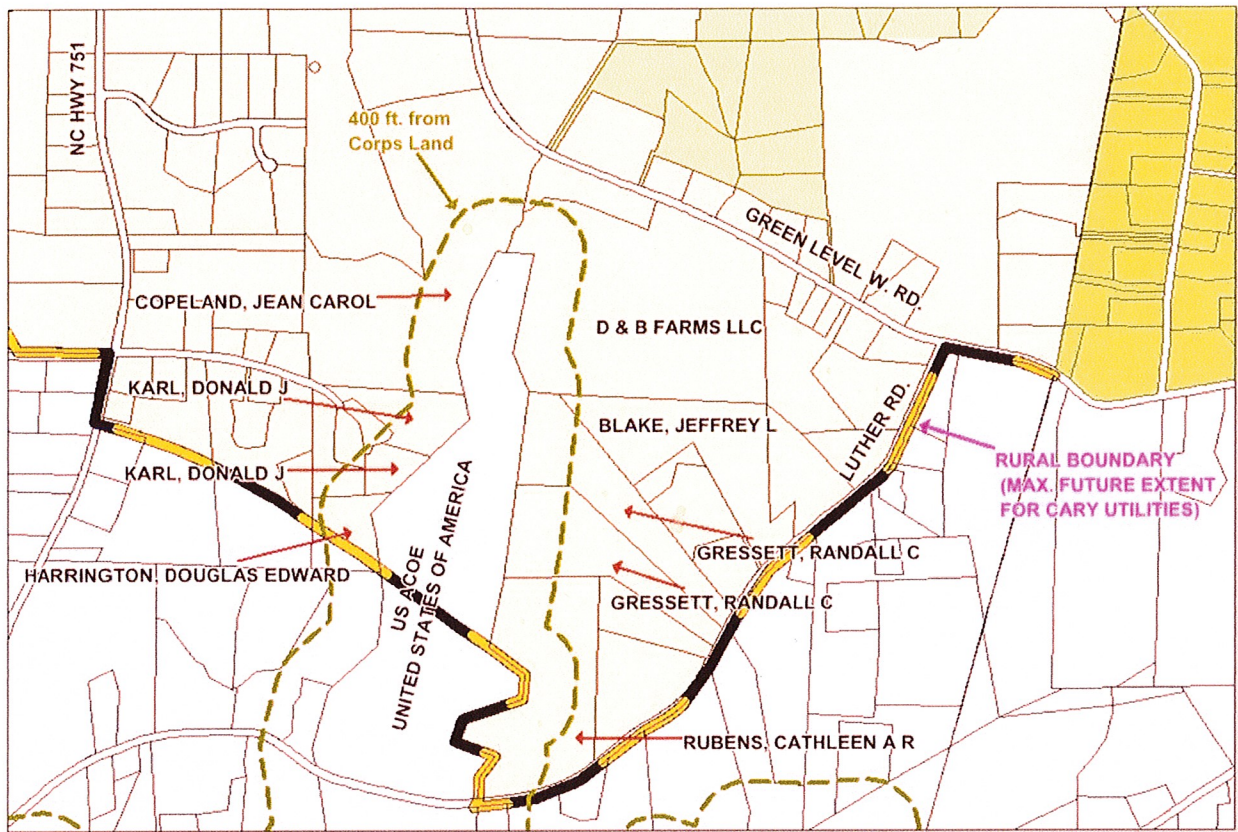 NC HWY 751
400 ft. from
Corps Land
GREEN LEVEL W. RD.
COPELAND, JEAN CAROL
D & B FARMS LLC
KARL, DONALD J
BLAKE, JEFFREY L
LUTHER RD.
KARL, DONALD J
RURAL BOUNDARY
(MAX. FUTURE EXTENT
FOR CARY UTILITIES)
HARRINGTON, DOUGLAS EDWARD
US ACOE
UNITED STATES OF AMERICA
GRESSETT, RANDALL C
GRESSETT, RANDALL C
RUBENS, CATHLEEN A R